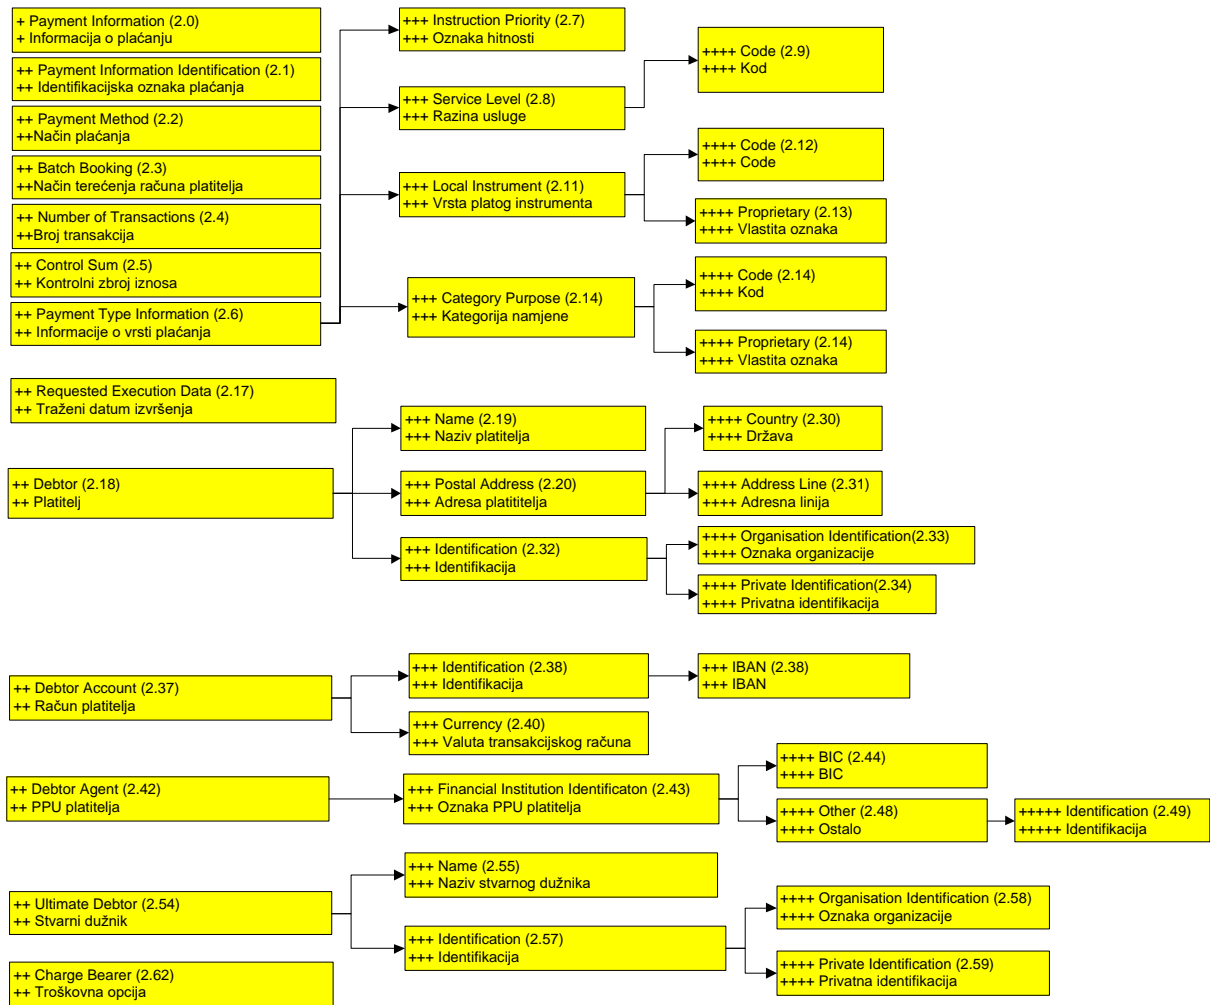 + Payment Information (2.0)
+ Informacija o plaćanju
++ Payment Information Identification (2.1)
++ Identifikacijska oznaka plaćanja
++ Payment Method (2.2)
++Način plaćanja
++ Batch Booking (2.3)
++Način terećenja računa platitelja
++ Number of Transactions (2.4)
++Broj transakcija
++ Control Sum (2.5)
++ Kontrolni zbroj iznosa
++ Payment Type Information (2.6)
++ Informacije o vrsti plaćanja
+++ Instruction Priority (2.7)
+++ Oznaka hitnosti
+++ Service Level (2.8)
+++ Razina usluge
++++ Code (2.9)
++++ Kod
+++ Local Instrument (2.11)
+++ Vrsta platog instrumenta
++++ Code (2.12)
++++ Code
++++ Proprietary (2.13)
++++ Vlastita oznaka
+++ Category Purpose (2.14)
+++ Kategorija namjene
++++ Code (2.14)
++++ Kod
++++ Proprietary (2.14)
++++ Vlastita oznaka
++ Requested Execution Data (2.17)
++ Traženi datum izvršenja
++ Debtor (2.18)
++ Platitelj
+++ Name (2.19)
+++ Naziv platitelja
+++ Postal Address (2.20)
+++ Adresa platititelja
++++ Country (2.30)
++++ Država
++++ Address Line (2.31)
++++ Adresna linija
+++ Identification (2.32)
+++ Identifikacija
++++ Organisation Identification(2.33)
++++ Oznaka organizacije
++++ Private Identification(2.34)
++++ Privatna identifikacija
++ Debtor Account (2.37)
++ Račun platitelja
+++ Identification (2.38)
+++ Identifikacija
+++ IBAN (2.38)
+++ IBAN
+++ Currency (2.40)
+++ Valuta transakcijskog računa
++ Debtor Agent (2.42)
++ PPU platitelja
+++ Financial Institution Identificaton (2.43)
+++ Oznaka PPU platitelja
++++ BIC (2.44)
++++ BIC
++++ Other (2.48)
++++ Ostalo
+++++ Identification (2.49)
+++++ Identifikacija
++ Ultimate Debtor (2.54)
++ Stvarni dužnik
+++ Name (2.55)
+++ Naziv stvarnog dužnika
+++ Identification (2.57)
+++ Identifikacija
++++ Organisation Identification (2.58)
++++ Oznaka organizacije
++++ Private Identification (2.59)
++++ Privatna identifikacija
++ Charge Bearer (2.62)
++ Troškovna opcija